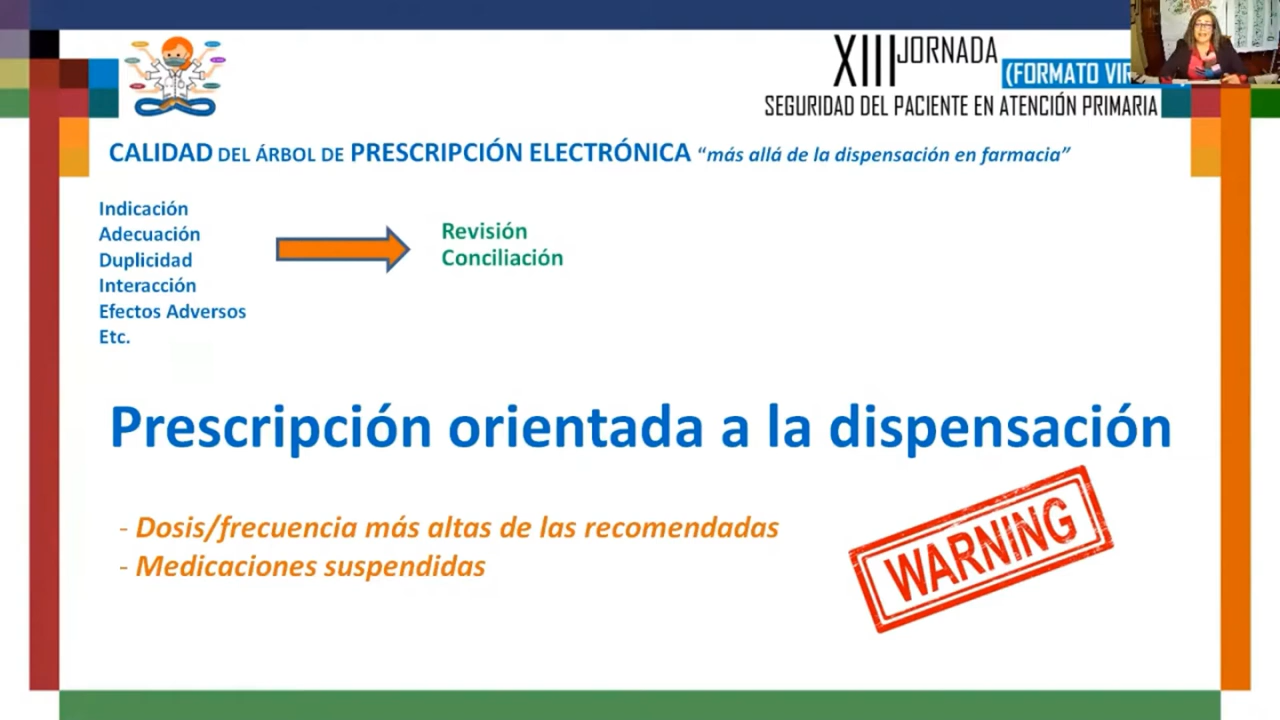 XIII JORNADA
(FORMATO
SEGURIDAD DEL PACIENTE EN ATENCIÓN PRIMARIA
CALIDAD DEL ÁRBOL DE PRESCRIPCIÓN ELECTRÓNICA “más allá de la dispensación en farmacia”
Indicación
Adecuación
Duplicidad
Interacción
Efectos Adversos
Etc.
Revisión
Conciliación
Prescripción orientada a la dispensación
- Dosis/frecuencia más altas de las recomendadas
- Medicaciones suspendidas
WARNING